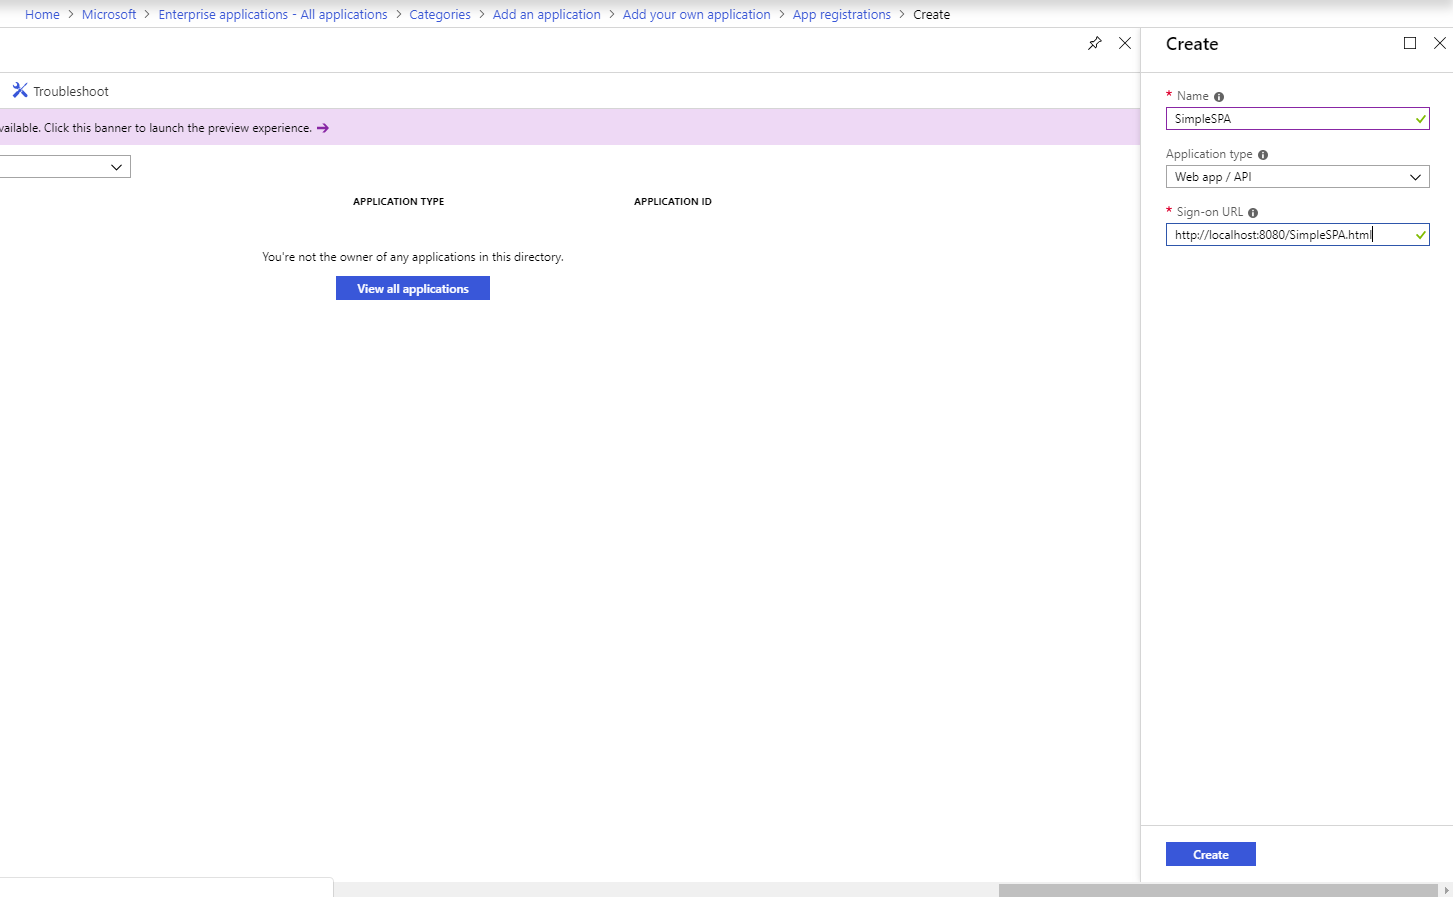 Home > Microsoft > Enterprise applications - All applications > Categories > Add an application > Add your own application > App registrations > Create
Troubleshoot
vailable. Click this banner to launch the preview experience. →
APPLICATION TYPE APPLICATION ID
You're not the owner of any applications in this directory.
View all applications
Create
* Name
SimpleSPA
Application type
Web app / API
* Sign-on URL
http://localhost:8080/SimpleSPA.html
Create